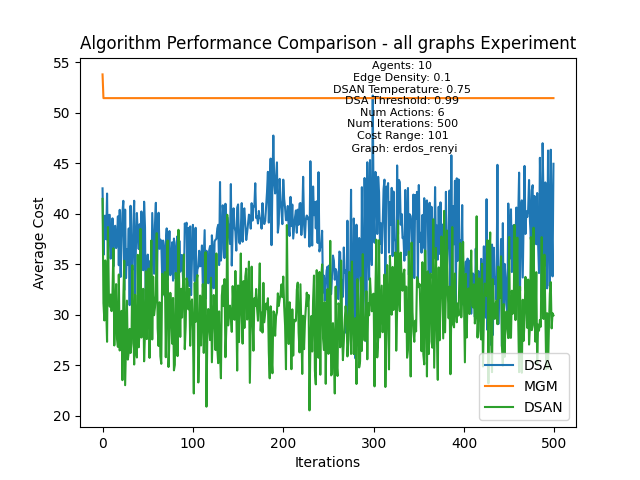 Algorithm Performance Comparison - all graphs Experiment
Agents: 10
Edge Density: 0.1
DSAN Temperature: 0.75
DSA Threshold: 0.99
Num Actions: 6
Num Iterations: 500
Cost Range: 101
Graph: erdos_renyi
Average Cost
55
50
45
40
35
30
25
20
0
100
200
300
400
500
Iterations
DSA
MGM
DSAN